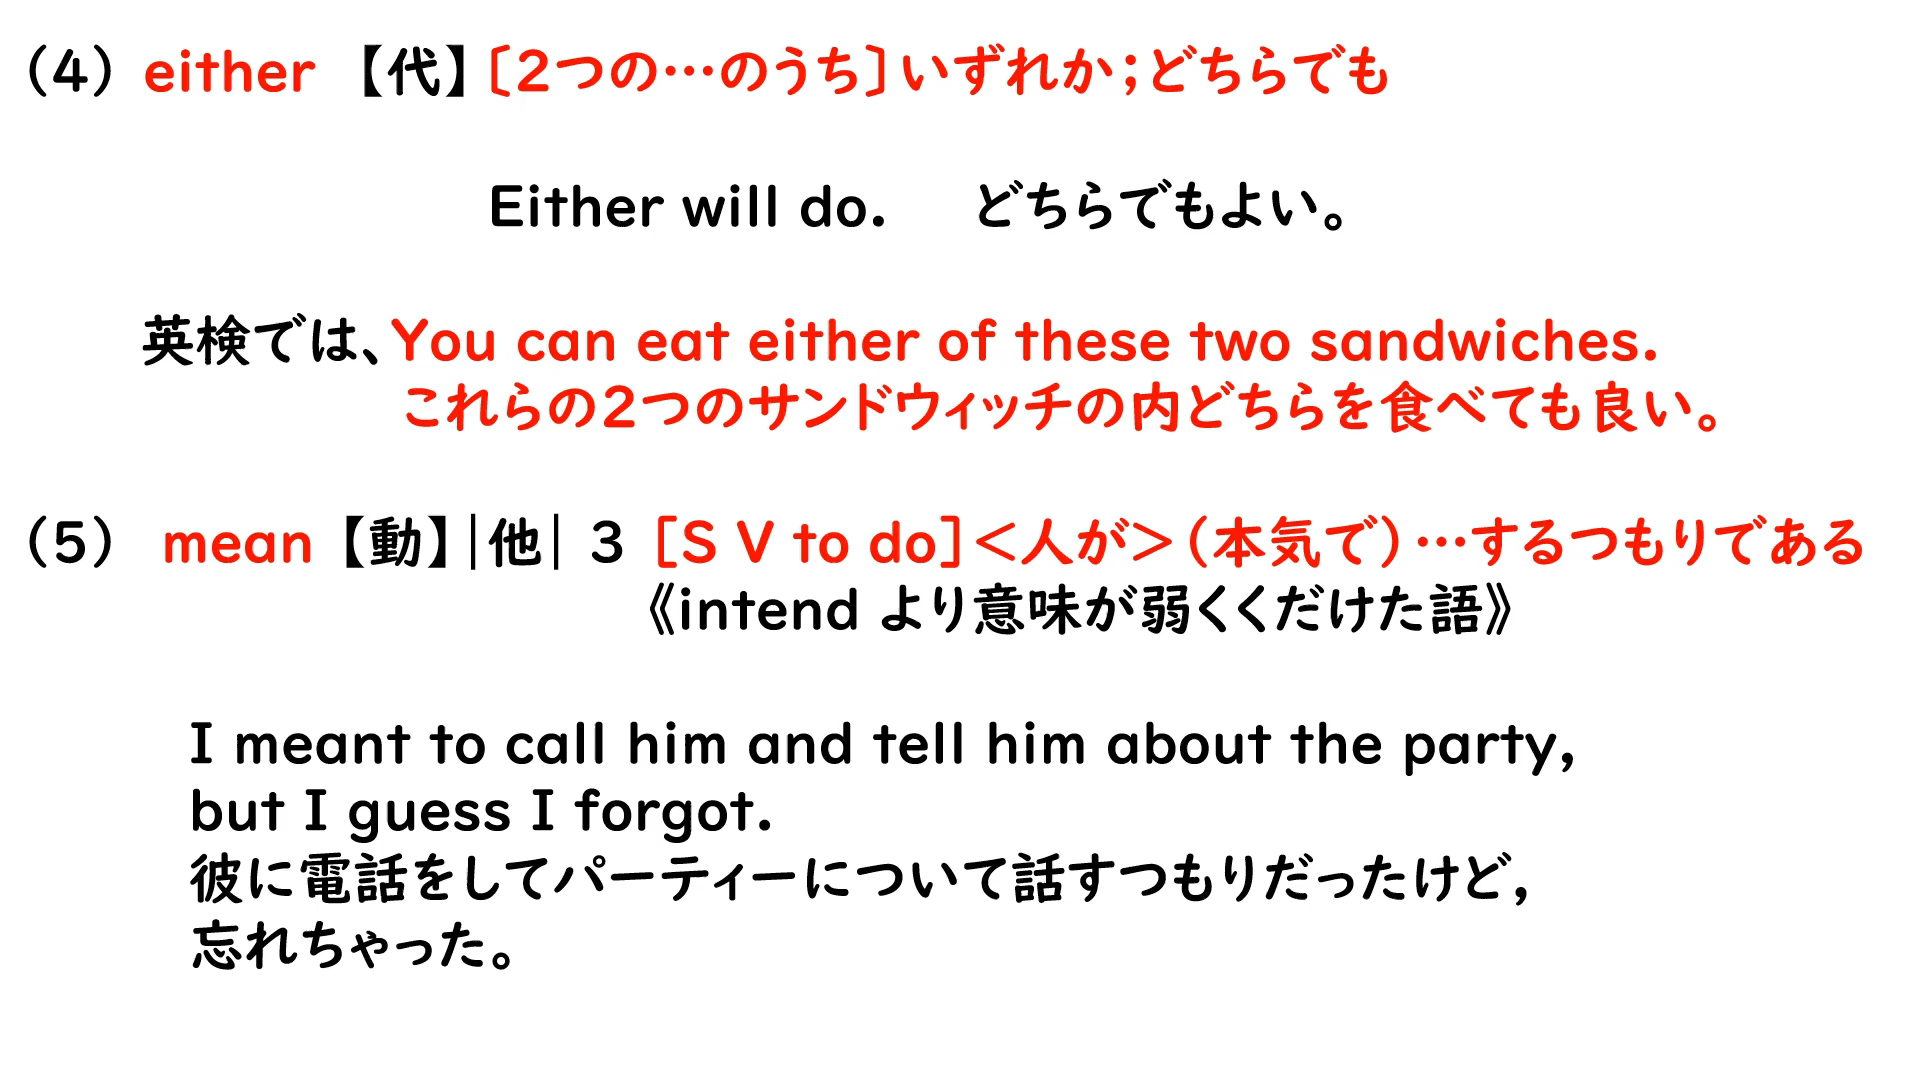 (4) either 【代】〔2つの…のうち〕いずれか；どちらでも
Either will do. どちらでもよい。
英検では、You can eat either of these two sandwiches.
これらの2つのサンドウィッチの内どちらを食べても良い。
(5) mean【動】|他| 3 [S V to do]＜人が＞（本気で）…するつもりである
《intend より意味が弱くくだけた語》
I meant to call him and tell him about the party,
but I guess I forgot.
彼に電話をしてパーティーについて話すつもりだったけど，
忘れちゃった。